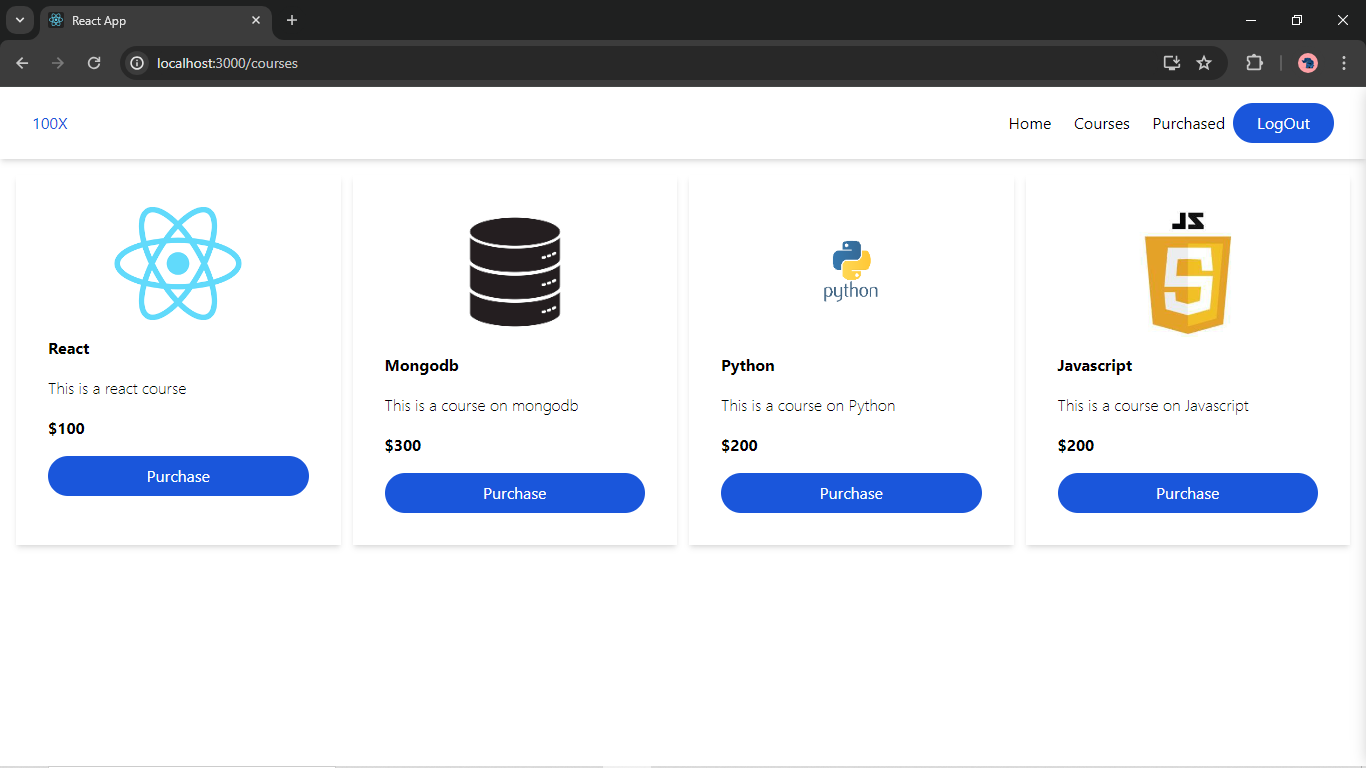 React App
localhost:3000/courses
100X
Home Courses Purchased LogOut
React
This is a react course
$100
Purchase
Mongodb
This is a course on mongodb
$300
Purchase
python
Python
This is a course on Python
$200
Purchase
JS
Javascript
This is a course on Javascript
$200
Purchase